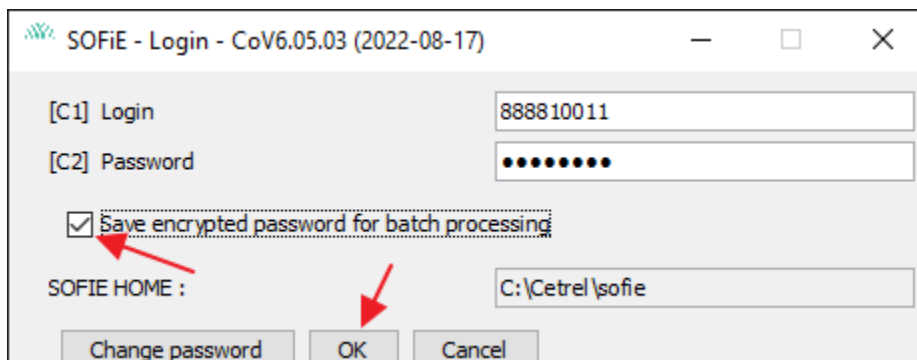 SOFiE - Login - CoV6.05.03 (2022-08-17)
[C1] Login 888810011
[C2] Password ••••••••
Save encrypted password for batch processing
SOFIE HOME : C:\Cetrel\sofie
Change password OK Cancel